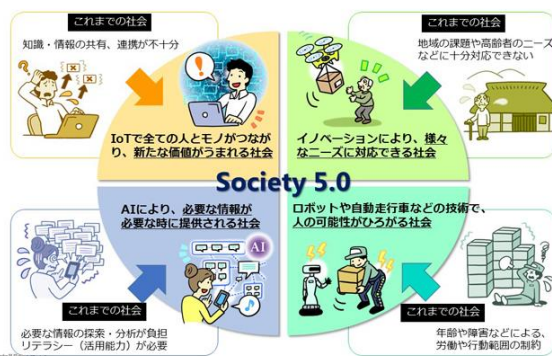 これまでの社会
知識・情報の共有、連携が不十分
IoTで全ての人とモノがつなが
り、新たな価値がうまれる社会
これまでの社会
地域の課題や高齢者のニーズ
などに十分対応できない
イノベーションにより、様々
なニーズに対応できる社会
Society 5.0
AIにより、必要な情報が
必要な時に提供される社会
AI
これまでの社会
必要な情報の探索・分析が負担
リテラシー（活用能力）が必要
ロボットや自動走行車などの技術で、
人の可能性がひろがる社会
これまでの社会
年齢や障害などによる、
労働や行動範囲の制約